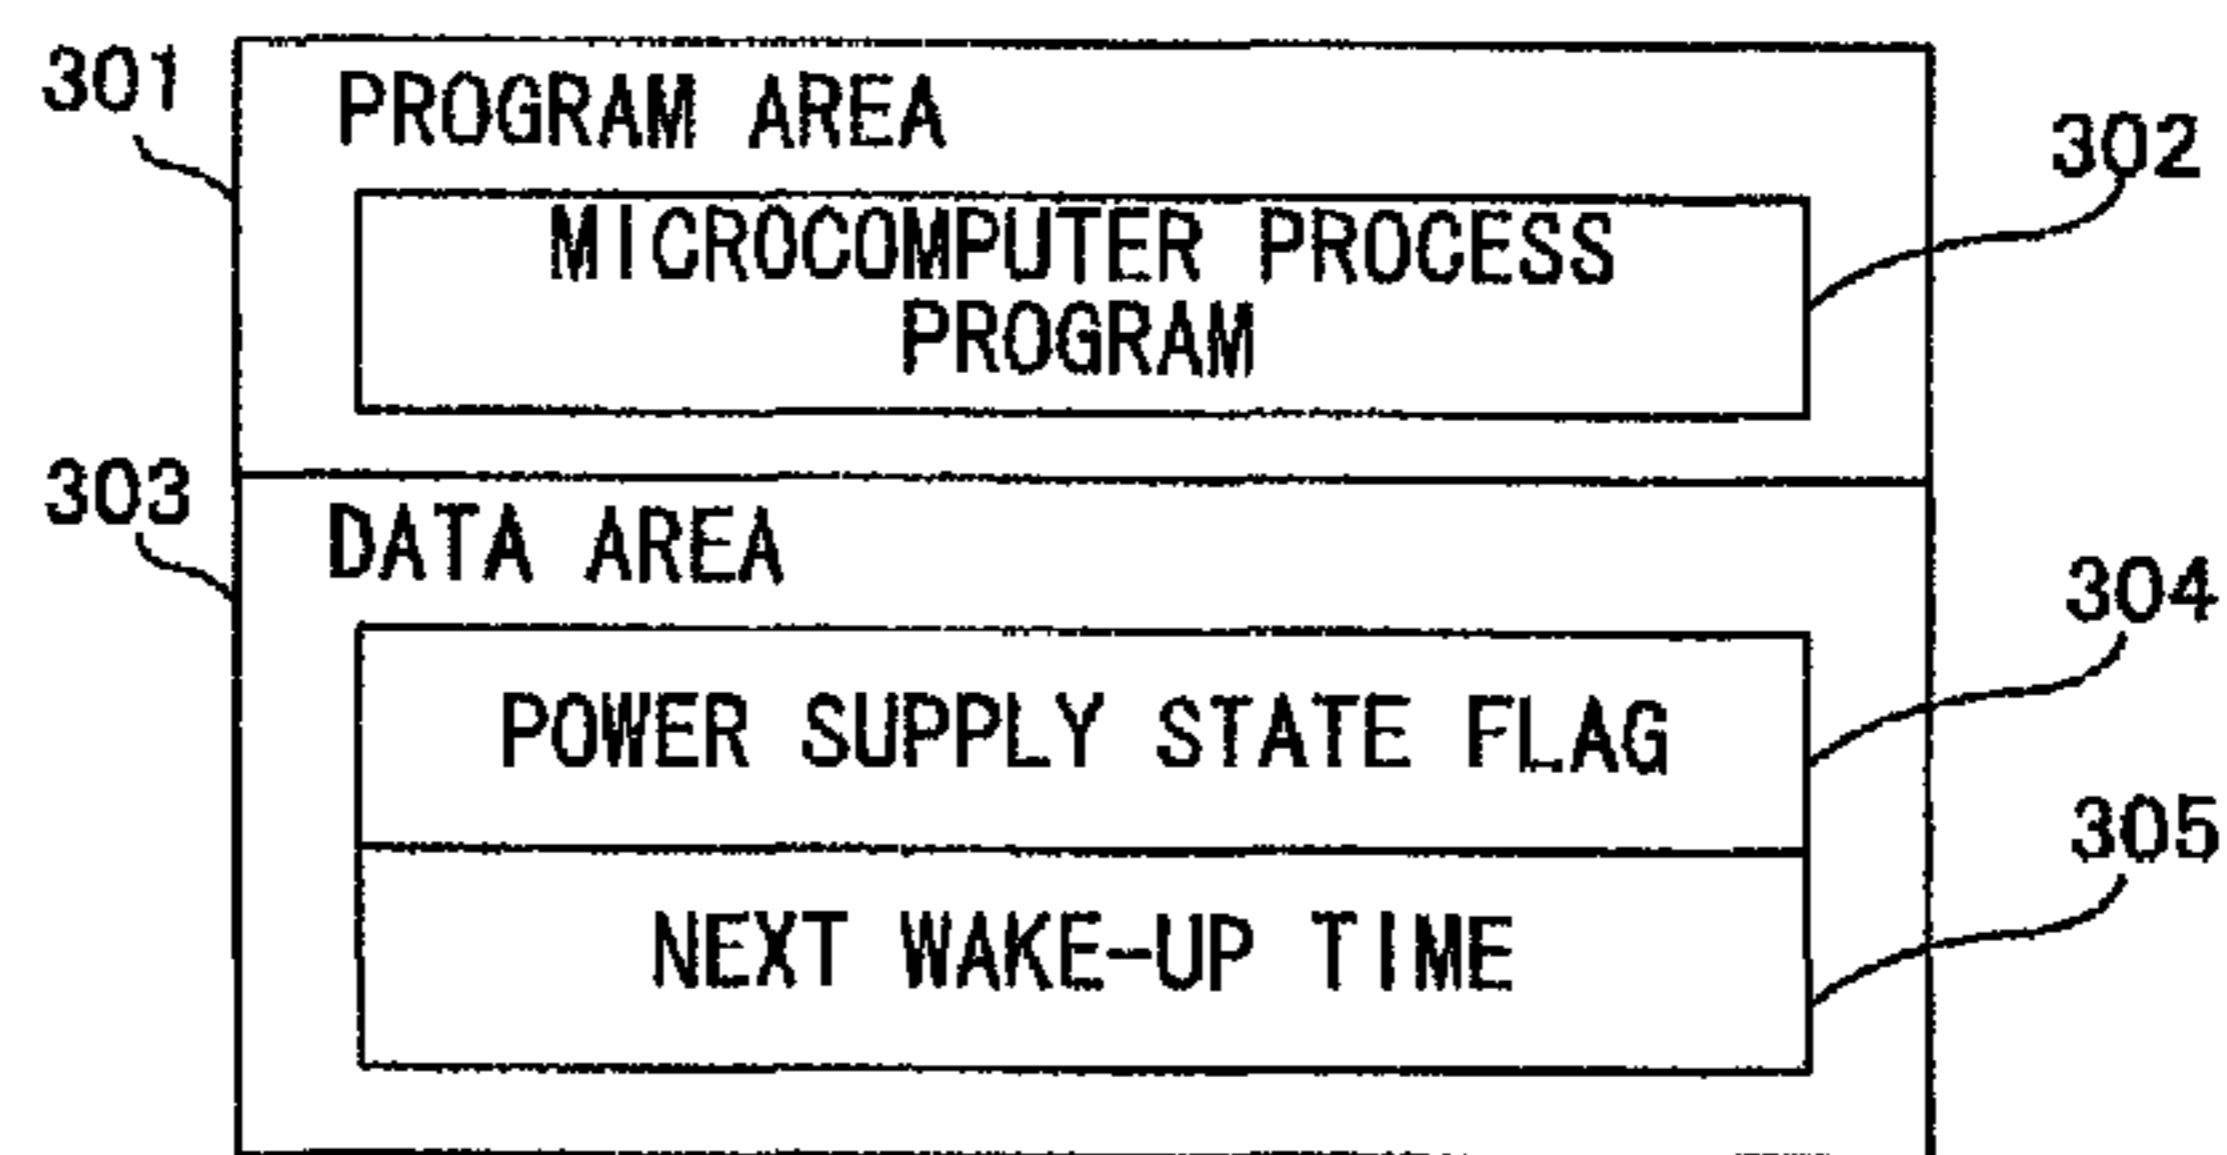 301
PROGRAM AREA
302
MICROCOMPUTER PROCESS
PROGRAM
303
DATA AREA
304
POWER SUPPLY STATE FLAG
305
NEXT WAKE-UP TIME